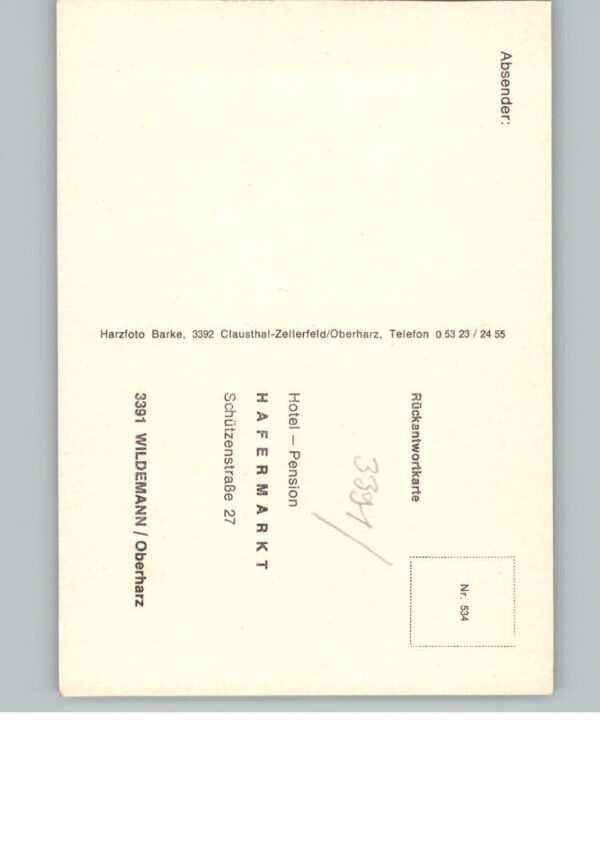 Absender:
Harzfoto Barke, 3392 Clausthal-Zellerfeld/Oberharz, Telefon 0 53 23 / 24 55
Rückantwortkarte
Nr. 534
3391/
Hotel – Pension
HAFERMARKT
Schützenstraße 27
3391 WILDEMANN / Oberharz